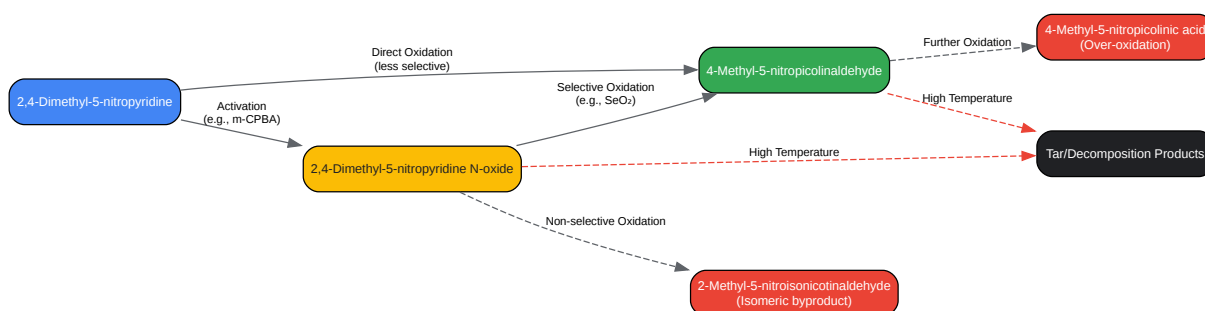 4-Methyl-5-nitropicolinic acid
(Over-oxidation)
Further Oxidation
Direct Oxidation
(less selective)
4-Methyl-5-nitropicolinaldehyde
2,4-Dimethyl-5-nitropyridine
Selective Oxidation
(e.g., SeO₂)
High Temperature
Activation
(e.g., m-CPBA)
High Temperature
Tar/Decomposition Products
2,4-Dimethyl-5-nitropyridine N-oxide
Non-selective Oxidation
2-Methyl-5-nitroisonicotinaldehyde
(Isomeric byproduct)